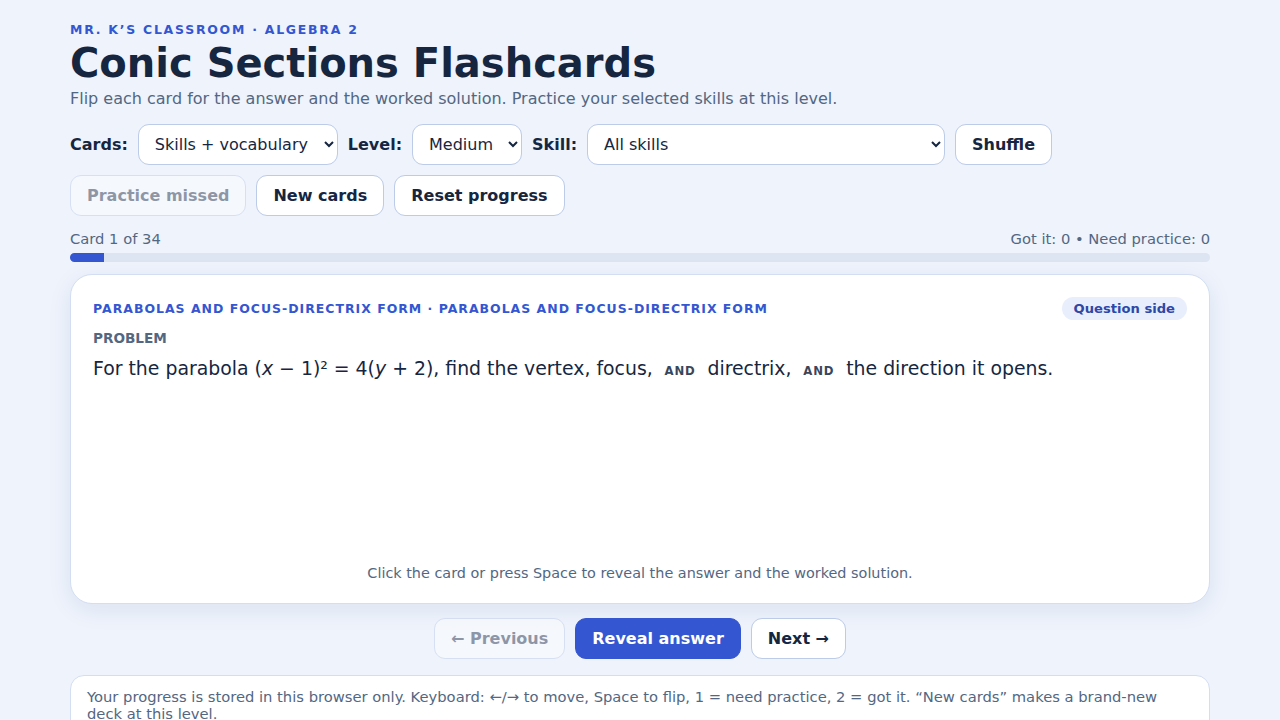 MR. K’S CLASSROOM · ALGEBRA 2
Conic Sections Flashcards
Flip each card for the answer and the worked solution. Practice your selected skills at this level.
Cards: Skills + vocabulary Level: Medium Skill: All skills Shuffle
Practice missed New cards Reset progress
Card 1 of 34 Got it: 0 • Need practice: 0
PARABOLAS AND FOCUS-DIRECTRIX FORM · PARABOLAS AND FOCUS-DIRECTRIX FORM Question side
PROBLEM
For the parabola (x − 1)² = 4(y + 2), find the vertex, focus, AND directrix, AND the direction it opens.
Click the card or press Space to reveal the answer and the worked solution.
← Previous Reveal answer Next →
Your progress is stored in this browser only. Keyboard: ←/→ to move, Space to flip, 1 = need practice, 2 = got it. “New cards” makes a brand-new
deck at this level.